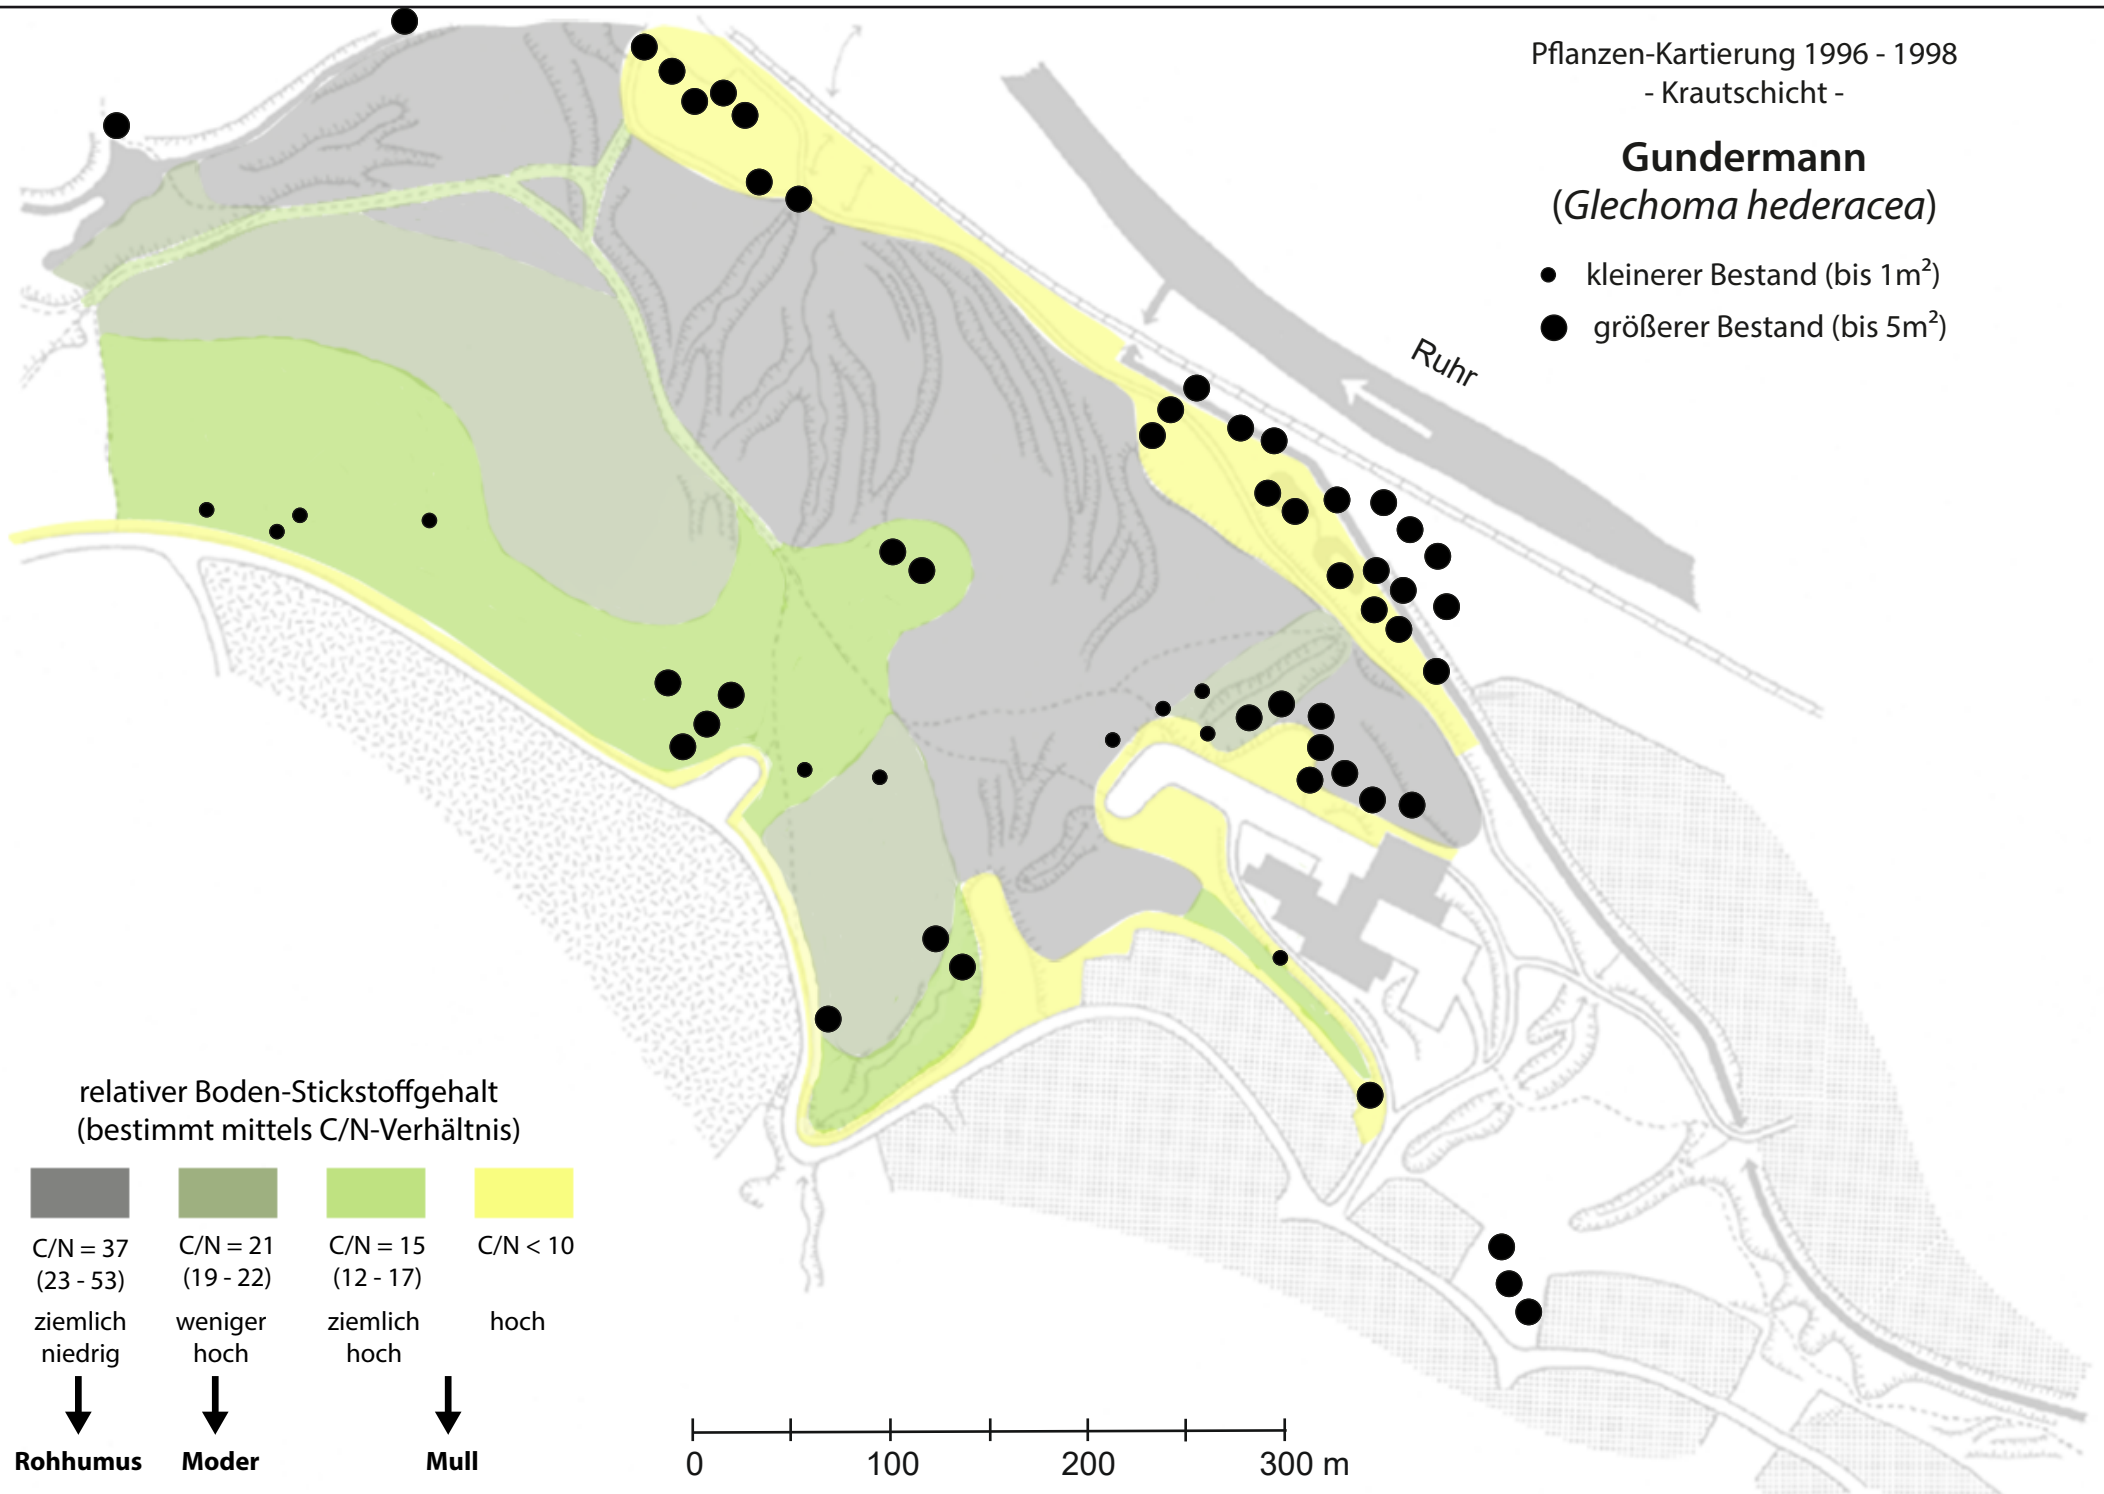 Pflanzen-Kartierung 1996 - 1998
- Krautschicht -
Gundermann
(Glechoma hederacea)
kleinerer Bestand (bis 1m²)
größerer Bestand (bis 5m²)
Ruhr
relativer Boden-Stickstoffgehalt
(bestimmt mittels C/N-Verhältnis)
C/N = 37 C/N = 21 C/N = 15 C/N < 10
(23 - 53) (19 - 22) (12 - 17)
ziemlich weniger ziemlich hoch
niedrig hoch hoch
Rohhumus Moder Mull
0 100 200 300 m